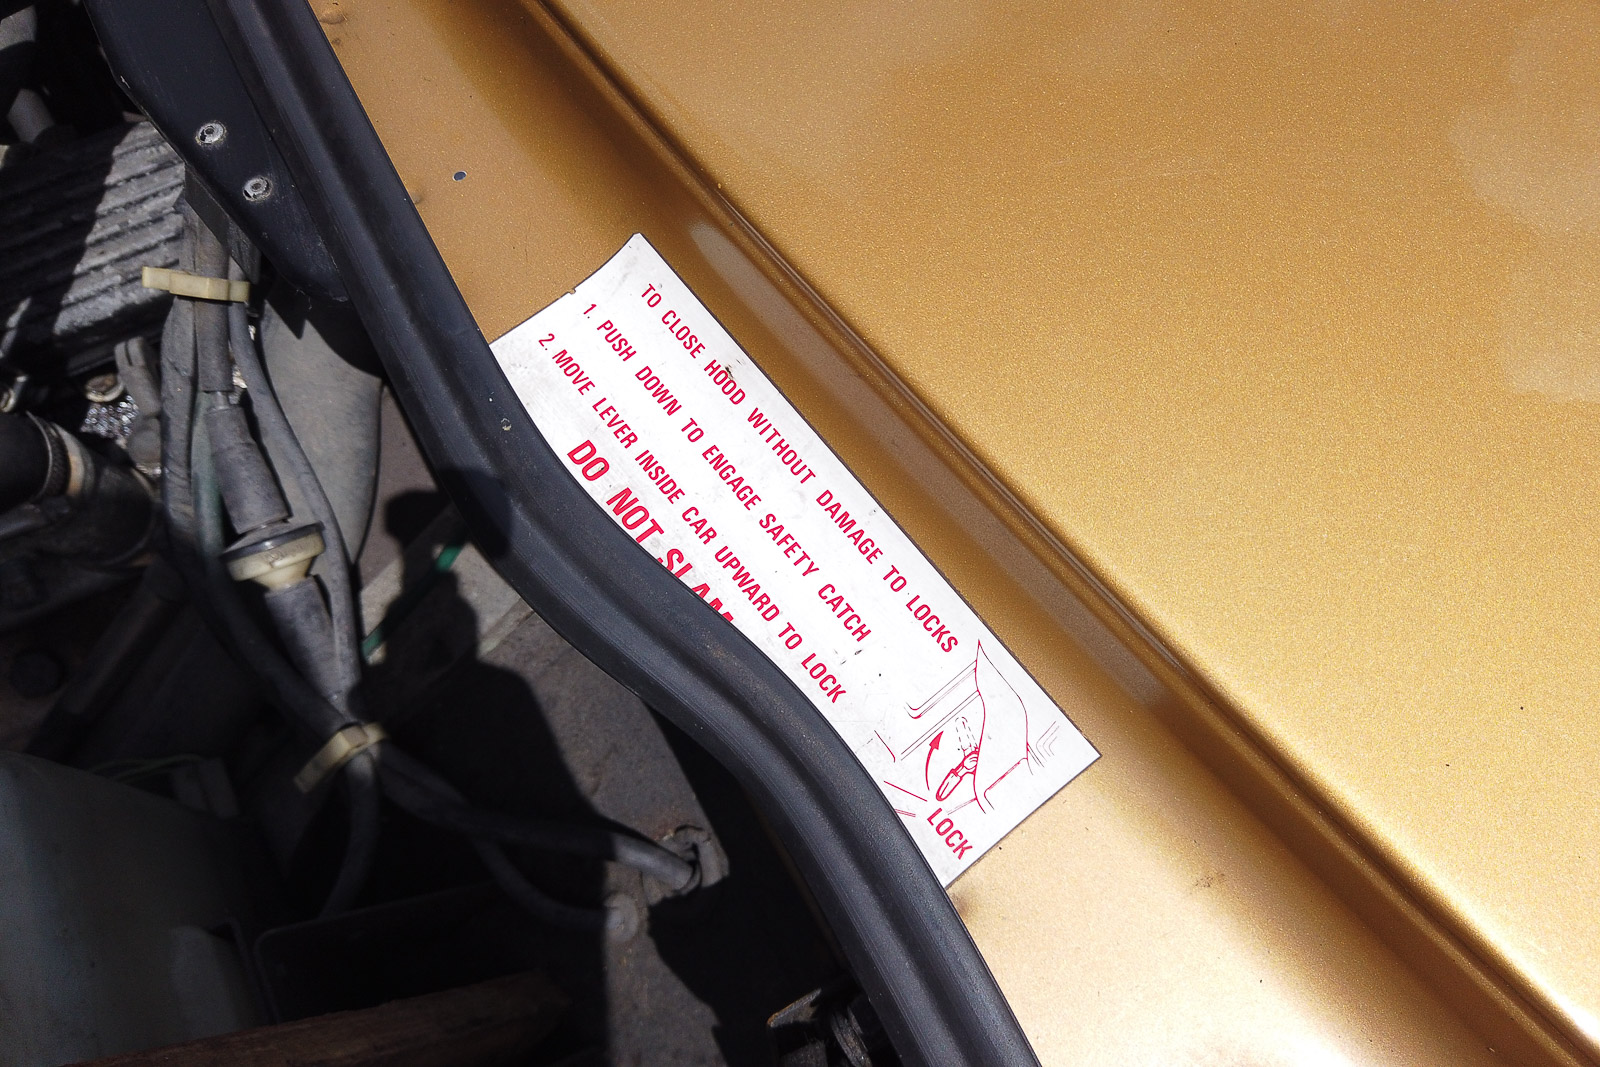 TO CLOSE HOOD WITHOUT DAMAGE TO LOCKS
1. PUSH DOWN TO ENGAGE SAFETY CATCH
2. MOVE LEVER INSIDE CAR UPWARD TO LOCK
DO NOT SLAM
LOCK